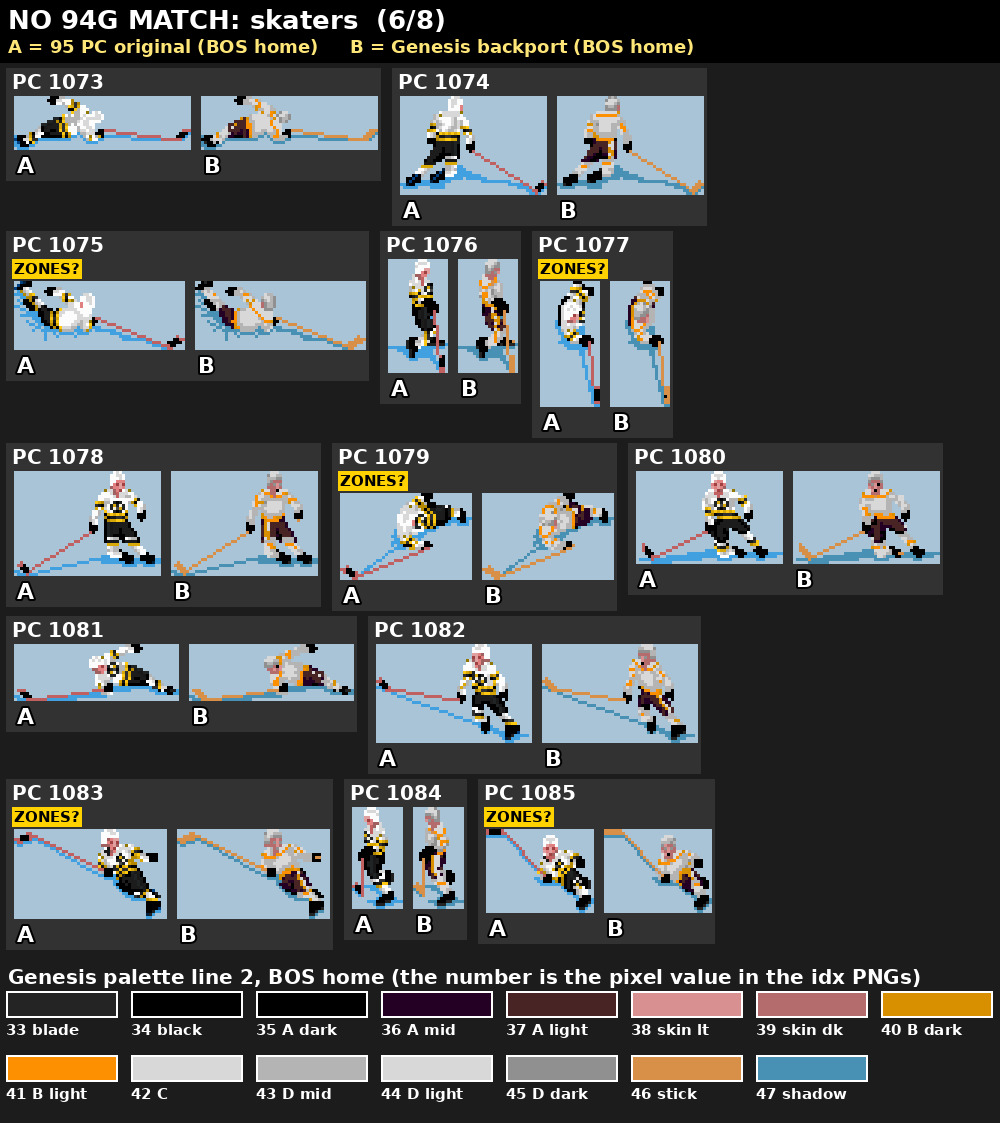 NO 94G MATCH: skaters  (6/8)
A = 95 PC original (BOS home)     B = Genesis backport (BOS home)
PC 1073
A
B
PC 1074
A
B
PC 1075
ZONES?
A
B
PC 1076
A
B
PC 1077
ZONES?
A
B
PC 1078
A
B
PC 1079
ZONES?
A
B
PC 1080
A
B
PC 1081
A
B
PC 1082
A
B
PC 1083
ZONES?
A
B
PC 1084
A
B
PC 1085
ZONES?
A
B
Genesis palette line 2, BOS home (the number is the pixel value in the idx PNGs)
33 blade
34 black
35 A dark
36 A mid
37 A light
38 skin lt
39 skin dk
40 B dark
41 B light
42 C
43 D mid
44 D light
45 D dark
46 stick
47 shadow